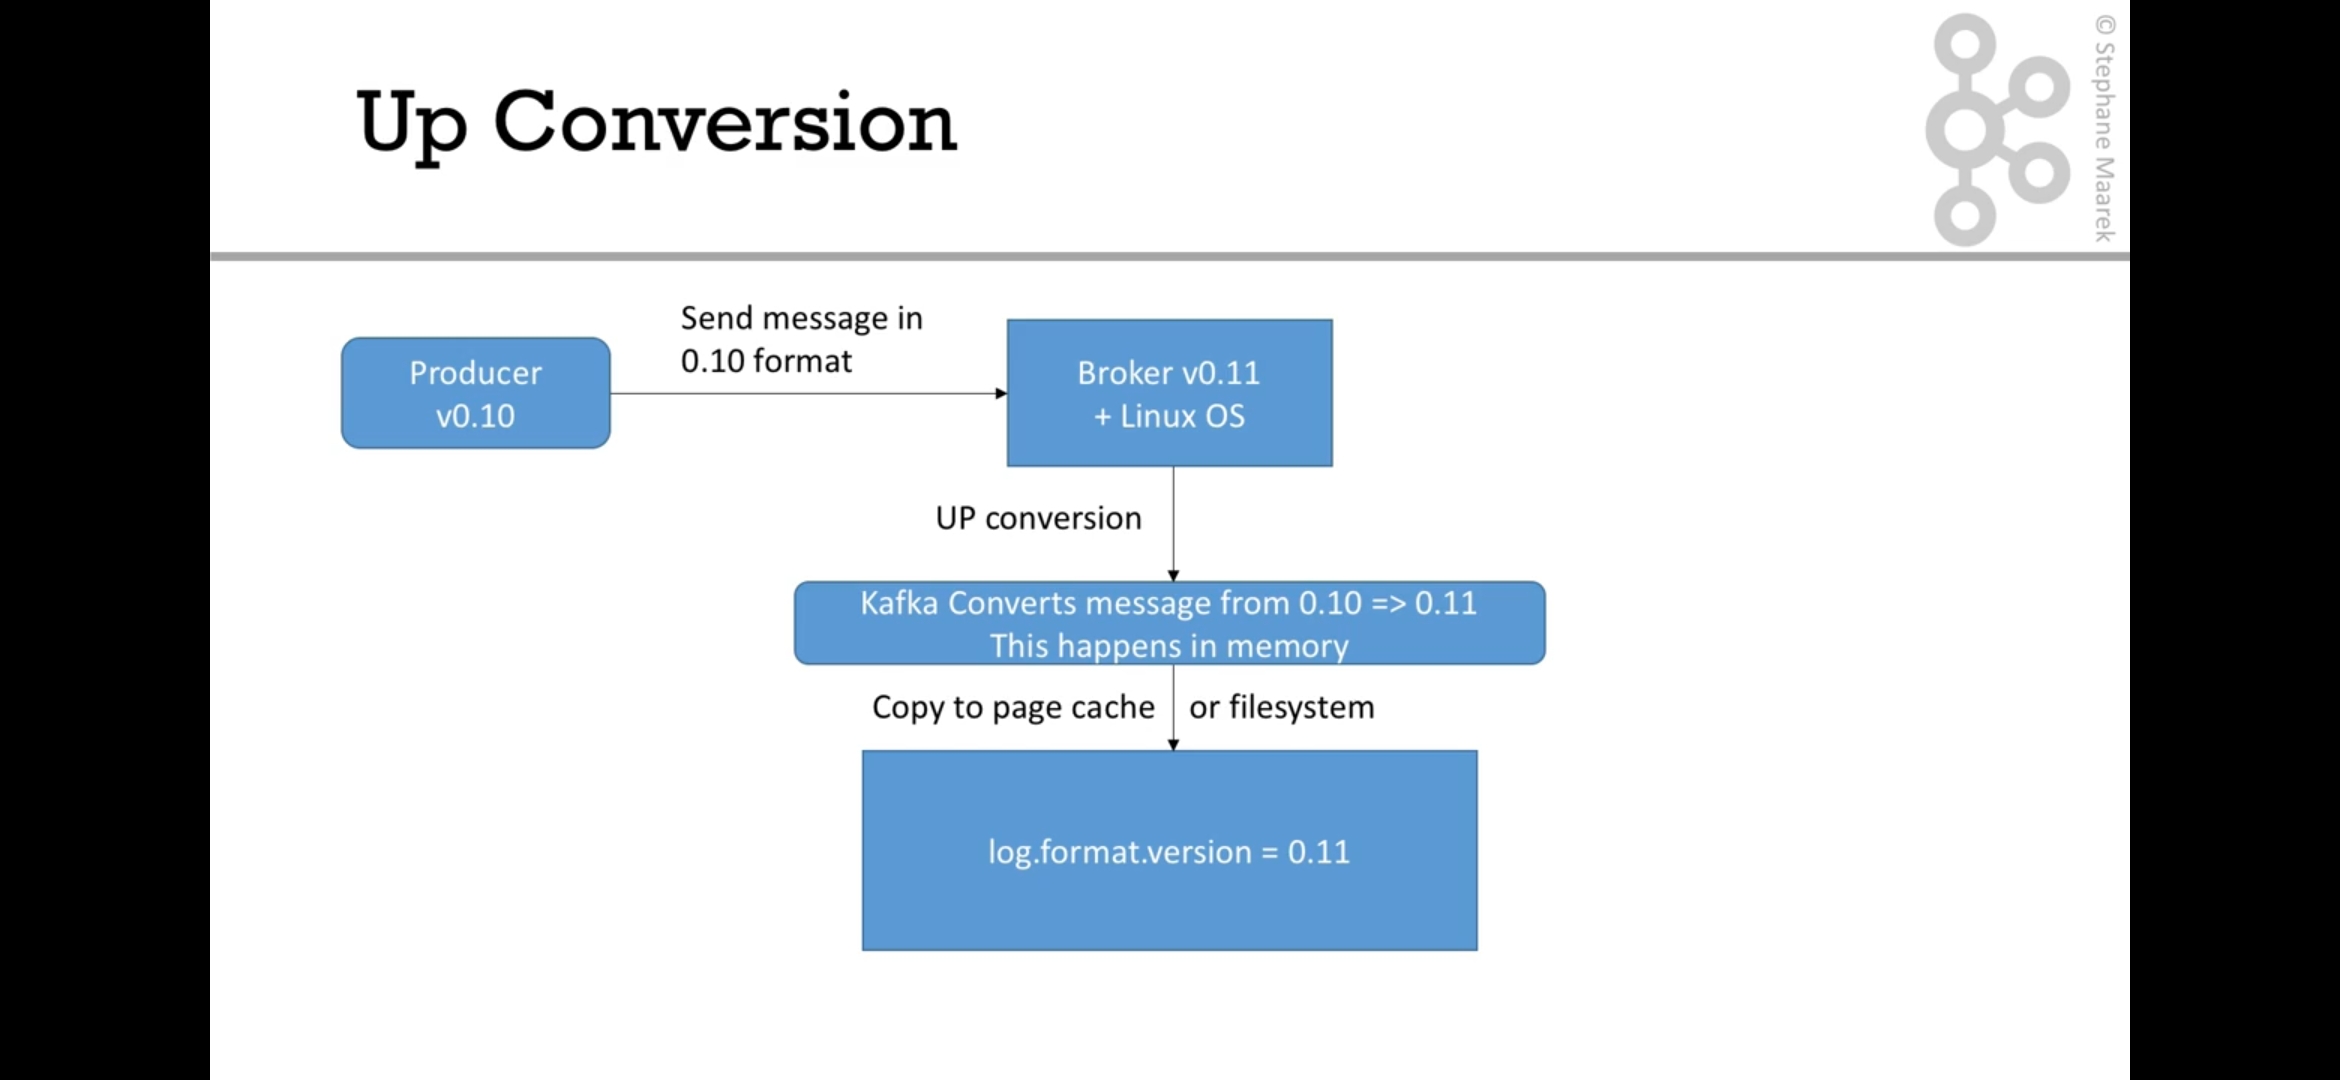 Up Conversion
© Stephane Maarek
Send message in
0.10 format
Producer
v0.10
Broker v0.11
+ Linux OS
UP conversion
Kafka Converts message from 0.10 => 0.11
This happens in memory
Copy to page cache or filesystem
log.format.version = 0.11